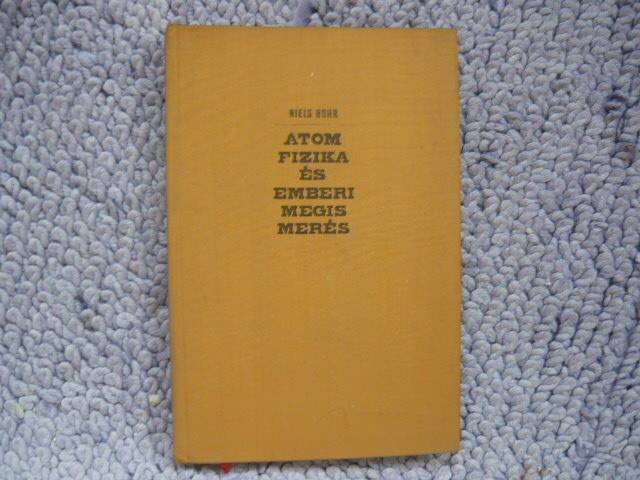 NIELS BOHR
ATOM
FIZIKA
ÉS
EMBERI
MEGIS
MERÉS